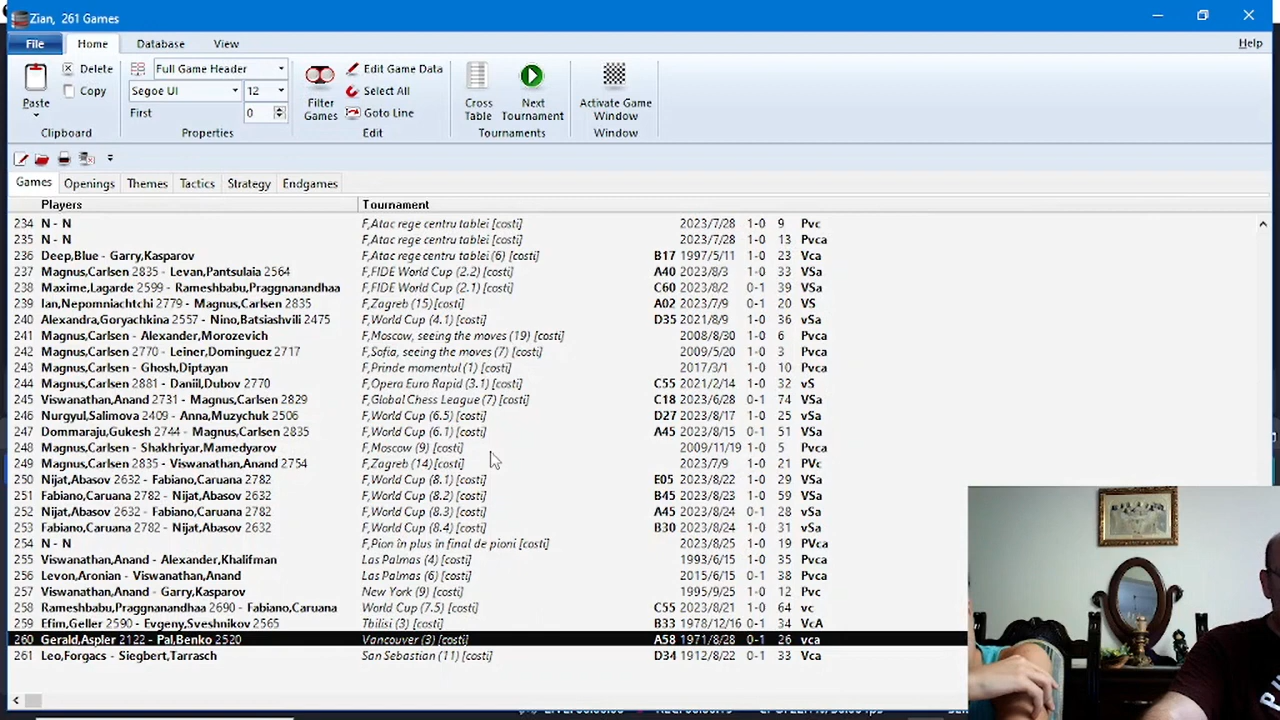 Zian, 261 Games
File Home Database View Help
Paste
Delete
Copy
Clipboard
Full Game Header
Segoe UI 12
First 0
Properties
Filter Games
Edit Game Data
Select All
Goto Line
Edit
Cross Table
Next Tournament
Tournaments
Activate Game Window
Window
Games Openings Themes Tactics Strategy Endgames
Players Tournament
234 N - N F,Atac rege centru tablei [costi] 2023/7/28 1-0 9 Pvc
235 N - N F,Atac rege centru tablei [costi] 2023/7/28 1-0 13 Pvca
236 Deep,Blue - Garry,Kasparov F,Atac rege centru tablei (6) [costi] B17 1997/5/11 1-0 23 Vca
237 Magnus,Carlsen 2835 - Levan,Pantsulaia 2564 F,FIDE World Cup (2.2) [costi] A40 2023/8/3 1-0 33 VSa
238 Maxime,Lagarde 2599 - Rameshbabu,Praggnanandhaa F,FIDE World Cup (2.1) [costi] C60 2023/8/2 0-1 39 VSa
239 Ian,Nepomniachtchi 2779 - Magnus,Carlsen 2835 F,Zagreb (15) [costi] A02 2023/7/9 0-1 20 VS
240 Alexandra,Goryachkina 2557 - Nino,Batsiashvili 2475 F,World Cup (4.1) [costi] D35 2021/8/9 1-0 36 vSa
241 Magnus,Carlsen - Alexander,Morozevich F,Moscow, seeing the moves (19) [costi] 2008/8/30 1-0 6 Pvca
242 Magnus,Carlsen 2770 - Leiner,Dominguez 2717 F,Sofia, seeing the moves (7) [costi] 2009/5/20 1-0 3 Pvca
243 Magnus,Carlsen - Ghosh,Diptayan F,Prinde momentul (1) [costi] 2017/3/1 1-0 10 Pvca
244 Magnus,Carlsen 2881 - Daniil,Dubov 2770 F,Opera Euro Rapid (3.1) [costi] C55 2021/2/14 1-0 32 vS
245 Viswanathan,Anand 2731 - Magnus,Carlsen 2829 F,Global Chess League (7) [costi] C18 2023/6/28 0-1 74 VSa
246 Nurgyul,Salimova 2409 - Anna,Muzychuk 2506 F,World Cup (6.5) [costi] D27 2023/8/17 1-0 25 vSa
247 Dommaraju,Gukesh 2744 - Magnus,Carlsen 2835 F,World Cup (6.1) [costi] A45 2023/8/15 0-1 51 VSa
248 Magnus,Carlsen - Shakhriyar,Mamedyarov F,Moscow (9) [costi] 2009/11/19 1-0 5 Pvca
249 Magnus,Carlsen 2835 - Viswanathan,Anand 2754 F,Zagreb (14) [costi] 2023/7/9 1-0 21 PVc
250 Nijat,Abasov 2632 - Fabiano,Caruana 2782 F,World Cup (8.1) [costi] E05 2023/8/22 1-0 29 VSa
251 Fabiano,Caruana 2782 - Nijat,Abasov 2632 F,World Cup (8.2) [costi] B45 2023/8/23 1-0 59 VSa
252 Nijat,Abasov 2632 - Fabiano,Caruana 2782 F,World Cup (8.3) [costi] A45 2023/8/24 0-1 28 vSa
253 Fabiano,Caruana 2782 - Nijat,Abasov 2632 F,World Cup (8.4) [costi] B30 2023/8/24 1-0 31 vSa
254 N - N F,Pion în plus în final de pioni [costi] 2023/8/25 1-0 19 PVca
255 Viswanathan,Anand - Alexander,Khalifman Las Palmas (4) [costi] 1993/6/15 1-0 35 Pvca
256 Levon,Aronian - Viswanathan,Anand Las Palmas (6) [costi] 2015/6/15 0-1 38 Pvca
257 Viswanathan,Anand - Garry,Kasparov New York (9) [costi] 1995/9/25 1-0 12 Pvc
258 Rameshbabu,Praggnanandhaa 2690 - Fabiano,Caruana World Cup (7.5) [costi] C55 2023/8/21 1-0 64 vc
259 Efim,Geller 2590 - Evgeny,Sveshnikov 2565 Tbilisi (3) [costi] B33 1978/12/16 0-1 34 VcA
260 Gerald,Aspler 2122 - Pal,Benko 2520 Vancouver (3) [costi] A58 1971/8/28 0-1 26 vca
261 Leo,Forgacs - Siegbert,Tarrasch San Sebastian (11) [costi] D34 1912/8/22 0-1 33 Vca